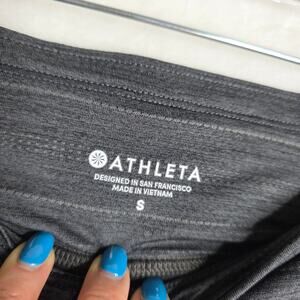 ATHLETA
DESIGNED IN SAN FRANCISCO
MADE IN VIETNAM
S